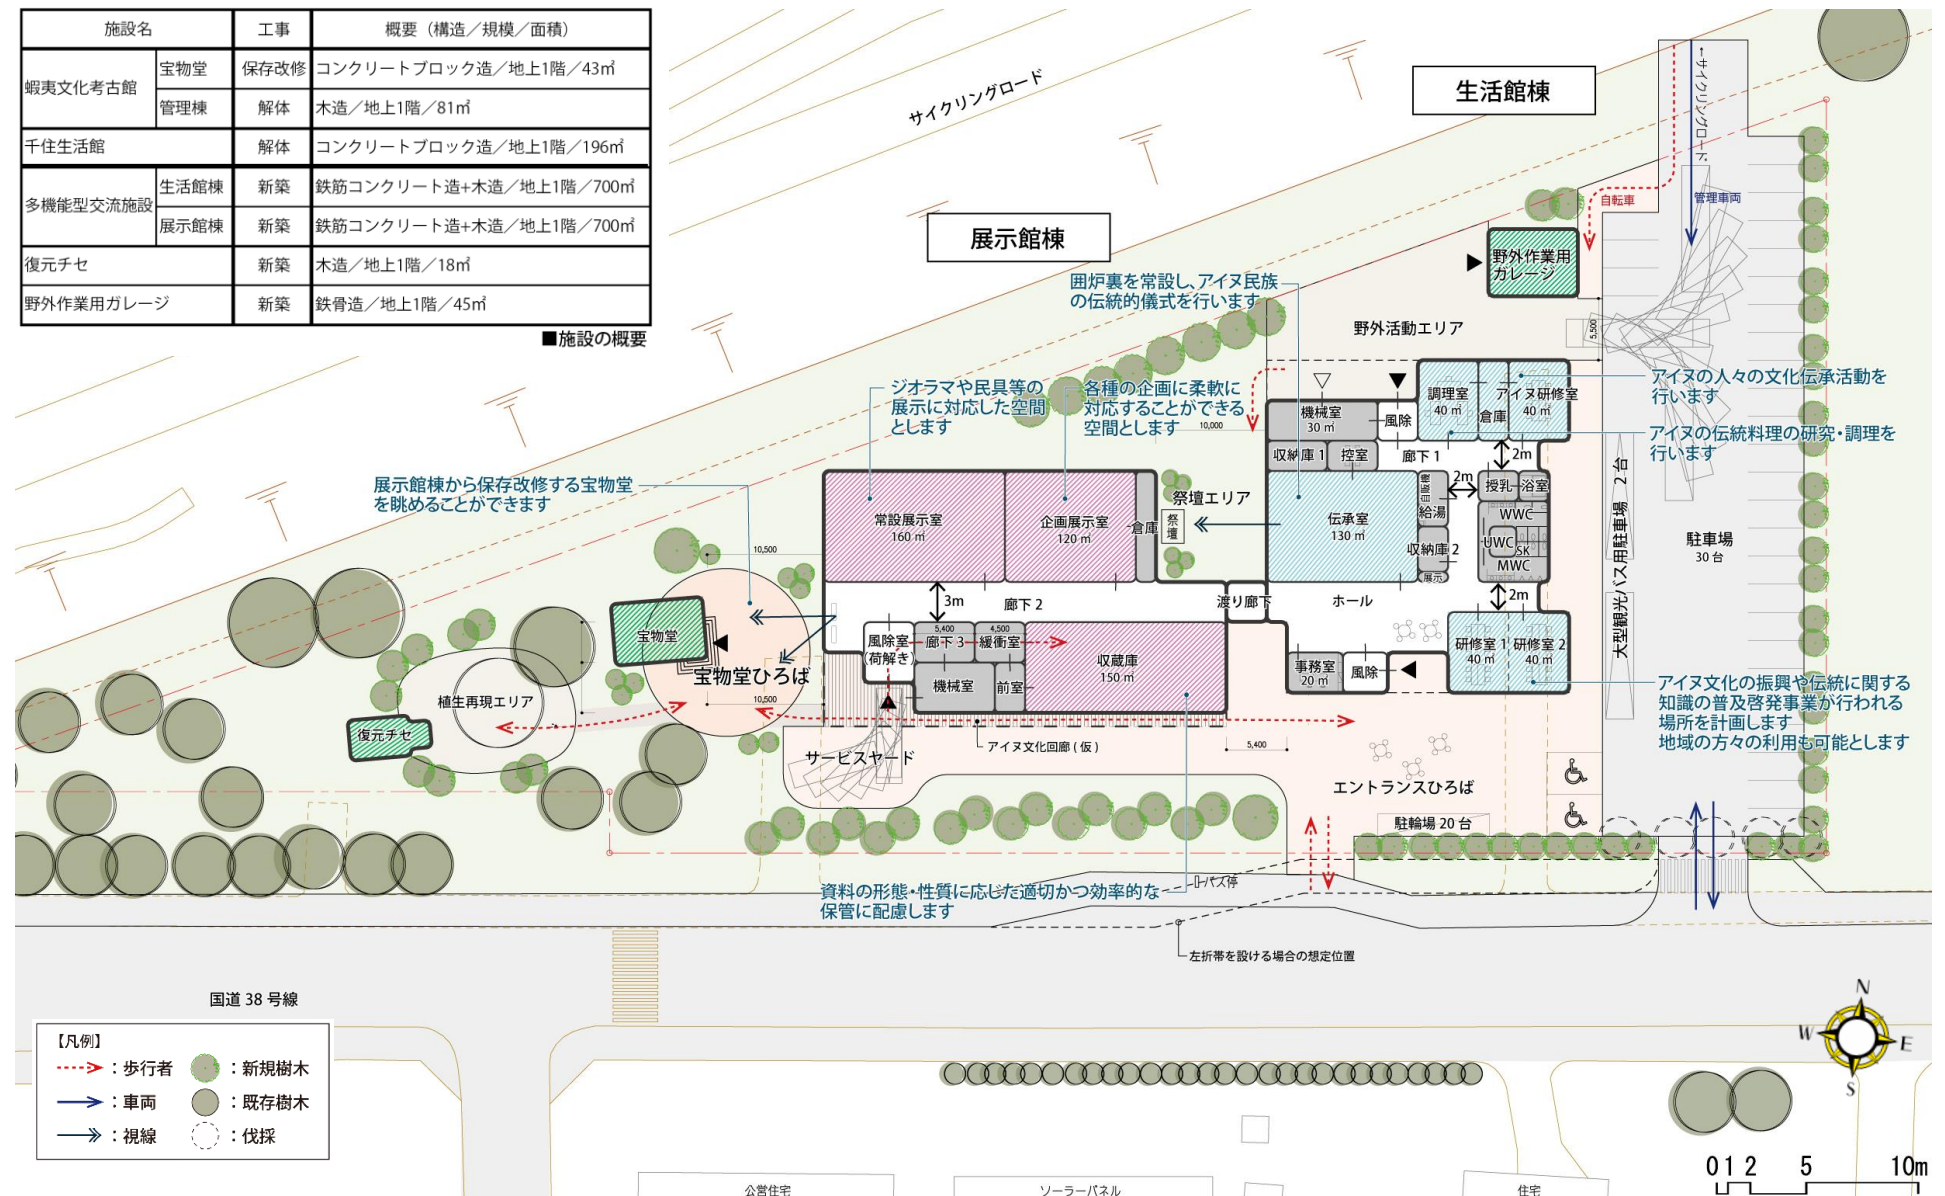 施設名 工事 概要（構造／規模／面積）
蝦夷文化考古館 宝物堂 保存改修 コンクリートブロック造／地上1階／43㎡
管理棟 解体 木造／地上1階／81㎡
千住生活館 解体 コンクリートブロック造／地上1階／196㎡
多機能型交流施設 生活館棟 新築 鉄筋コンクリート造+木造／地上1階／700㎡
展示館棟 新築 鉄筋コンクリート造+木造／地上1階／700㎡
復元チセ 新築 木造／地上1階／18㎡
野外作業用ガレージ 新築 鉄骨造／地上1階／45㎡
■施設の概要
サイクリングロード
生活館棟
展示館棟
←サイクリングロード
自転車
管理車両
野外作業用
ガレージ
5,500
囲炉裏を常設し、アイヌ民族
の伝統的儀式を行います
野外活動エリア
ジオラマや民具等の
展示に対応した空間
とします
各種の企画に柔軟に
対応することができる
空間とします
10,000
アイヌの人々の文化伝承活動を
行います
アイヌの伝統料理の研究・調理を
行います
機械室
30㎡
風除
調理室
40㎡
倉庫
アイヌ研修室
40㎡
収納庫1
控室
廊下1
2m
2m
展示館棟から保存改修する宝物堂
を眺めることができます
常設展示室
160㎡
企画展示室
120㎡
倉庫
祭壇エリア
祭壇
伝承室
130㎡
給湯
収納庫2
展示
授乳
浴室
WWC
UWC
SK
MWC
大型観光バス用駐車場 2台
駐車場
30台
10,500
3m
廊下2
渡り廊下
ホール
2m
宝物堂
宝物堂ひろば
風除室
(荷解き)
5,400
廊下3
4,500
緩衝室
機械室
前室
収蔵庫
150㎡
事務室
20㎡
風除
研修室1
40㎡
研修室2
40㎡
アイヌ文化の振興や伝統に関する
知識の普及啓発事業が行われる
場所を計画します
地域の方々の利用も可能とします
植生再現エリア
復元チセ
10,500
アイヌ文化回廊(仮)
5,400
サービスヤード
エントランスひろば
駐輪場20台
資料の形態・性質に応じた適切かつ効率的な
保管に配慮します
バス停
左折帯を設ける場合の想定位置
国道38号線
【凡例】
：歩行者 ：新規樹木
：車両 ：既存樹木
：視線 ：伐採
N
W
E
S
0 1 2 5 10m
公営住宅
ソーラーパネル
住宅